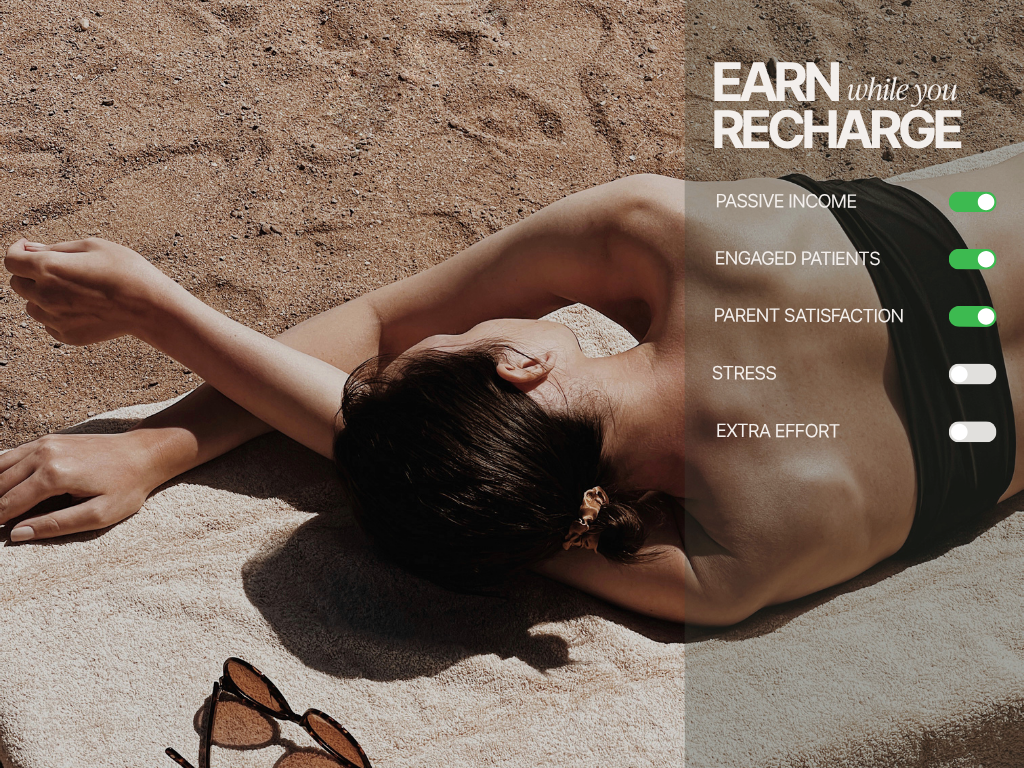 EARN while you
RECHARGE
PASSIVE INCOME
ENGAGED PATIENTS
PARENT SATISFACTION
STRESS
EXTRA EFFORT